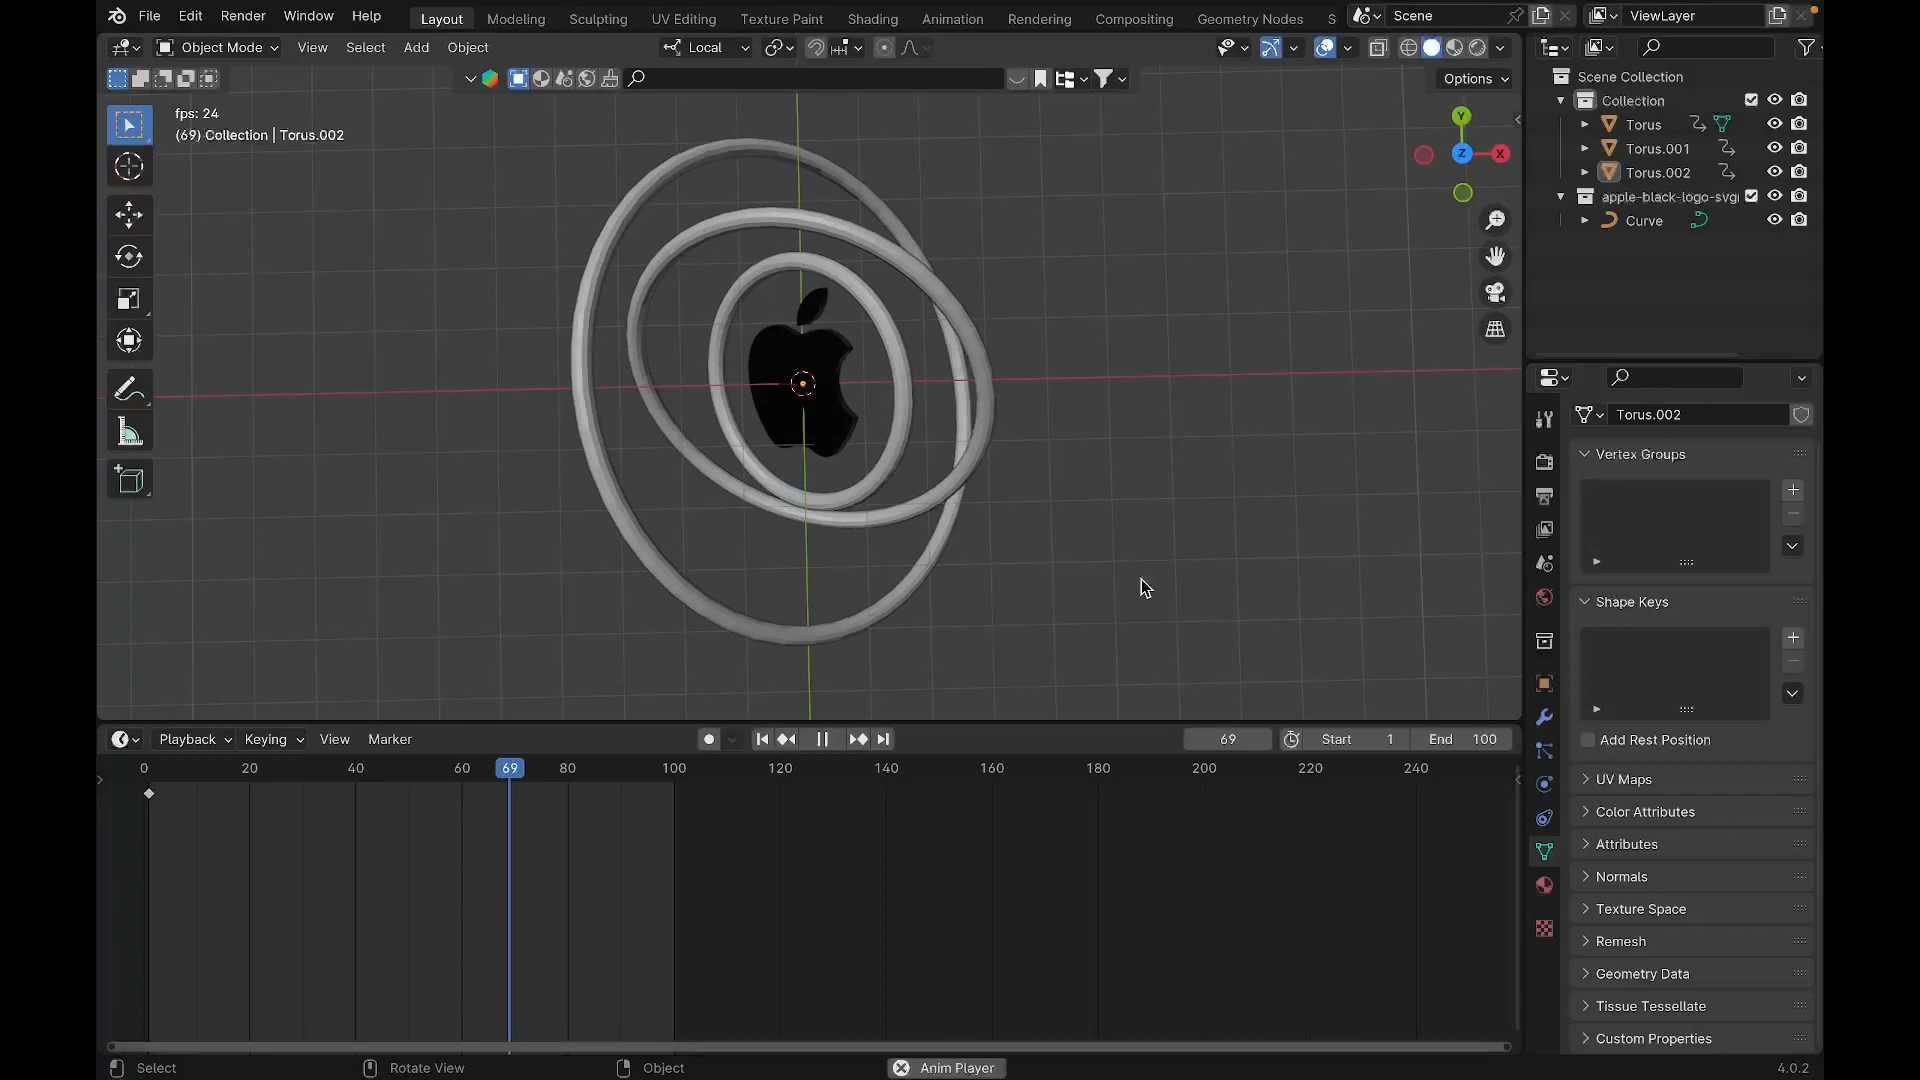 File Edit Render Window Help
Layout Modeling Sculpting UV Editing Texture Paint Shading Animation Rendering Compositing Geometry Nodes S
Scene
ViewLayer
Object Mode View Select Add Object
Local
Options
fps: 24
(69) Collection | Torus.002
Y
Z
X
Scene Collection
Collection
Torus
Torus.001
Torus.002
apple-black-logo-svg
Curve
Torus.002
Vertex Groups
Shape Keys
Add Rest Position
UV Maps
Color Attributes
Attributes
Normals
Texture Space
Remesh
Geometry Data
Tissue Tessellate
Custom Properties
Playback Keying View Marker
69 Start 1 End 100
0 20 40 60 69 80 100 120 140 160 180 200 220 240
Select Rotate View Object Anim Player 4.0.2